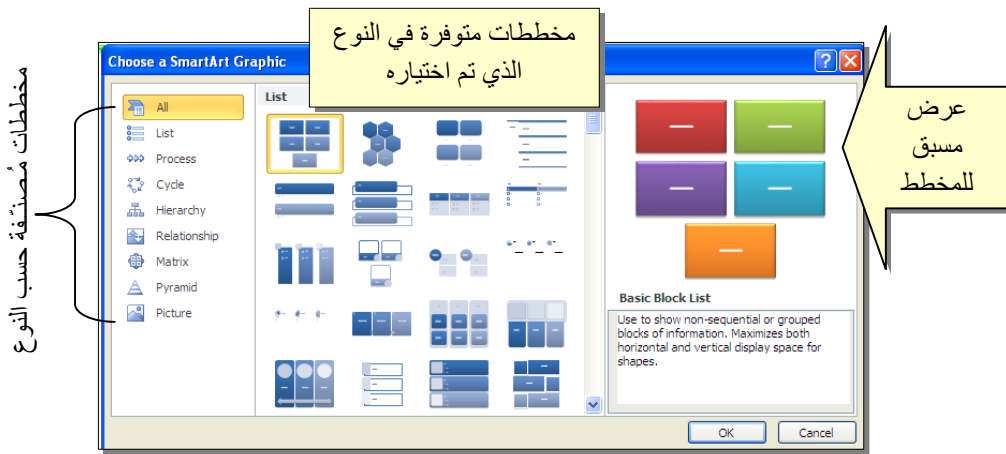 مخططات متوفرة في النوع
الذي تم اختياره
Choose a SmartArt Graphic
مخططات مُصنّفة حسب النوع
All
List
Process
Cycle
Hierarchy
Relationship
Matrix
Pyramid
Picture
List
عرض
مسبق
للمخطط
Basic Block List
Use to show non-sequential or grouped
blocks of information. Maximizes both
horizontal and vertical display space for
shapes.
OK
Cancel